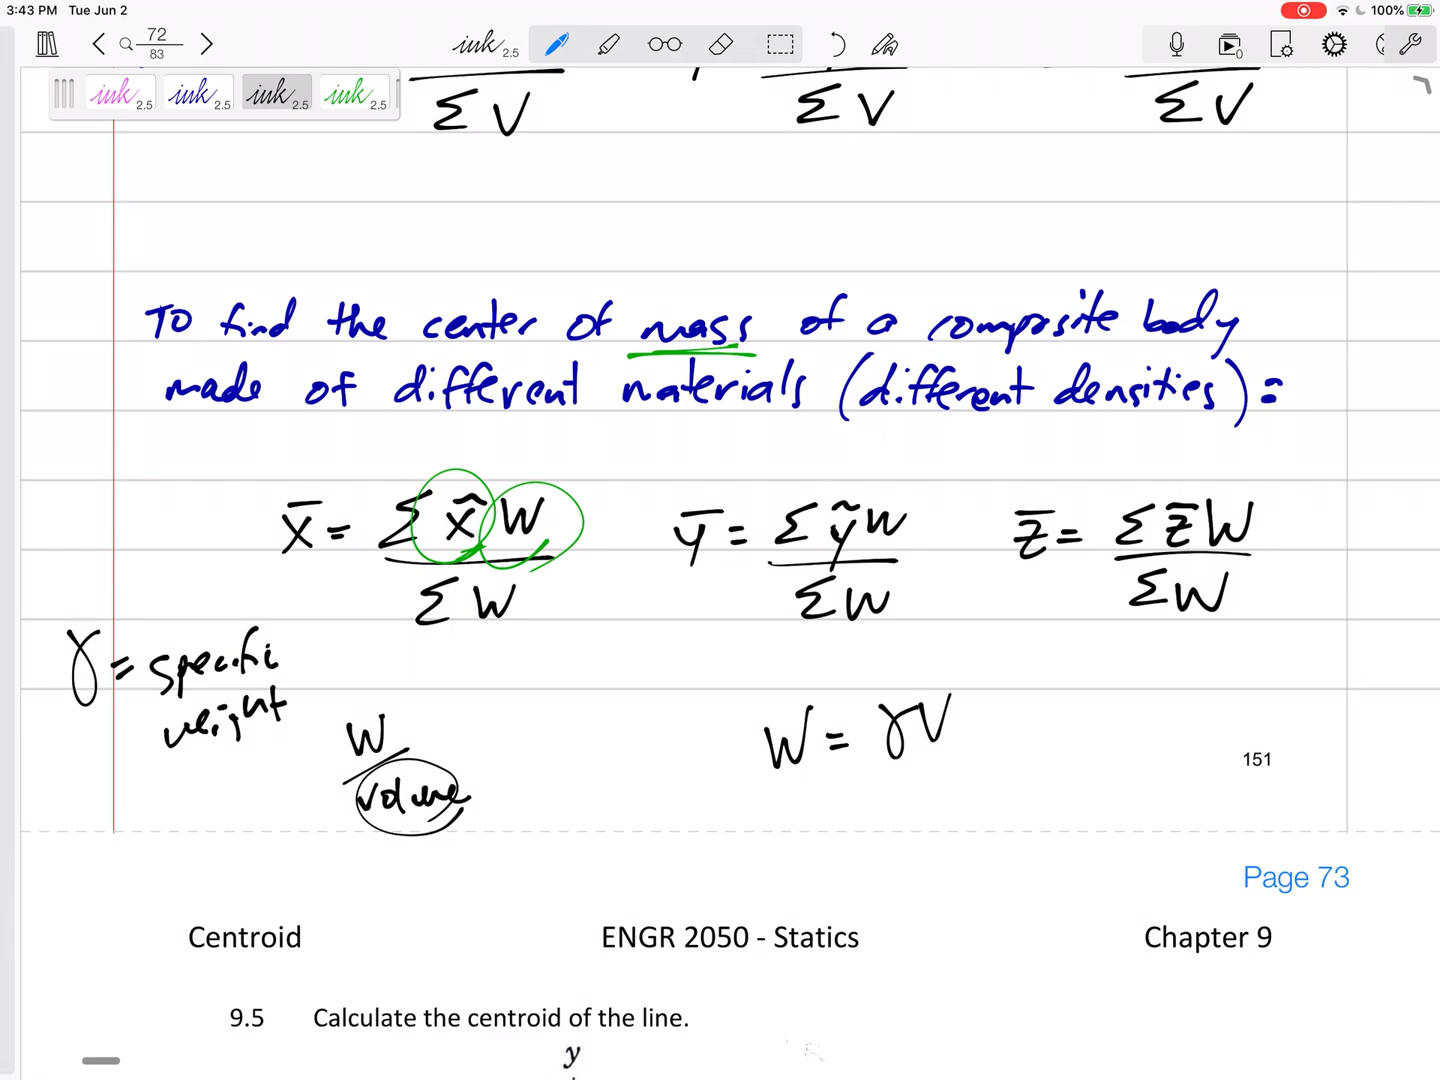 3:43 PM Tue Jun 2
100%
72
83
ink 2.5
ink 2.5 ink 2.5 ink 2.5 ink 2.5
ΣV ΣV ΣV
To find the center of mass of a composite body
made of different materials (different densities):
x̄ = Σx̃W / ΣW ȳ = ΣỹW / ΣW z̄ = Σz̄W / ΣW
γ = specific
weight
W / volume
W = γV
151
Page 73
Centroid ENGR 2050 - Statics Chapter 9
9.5 Calculate the centroid of the line.
y